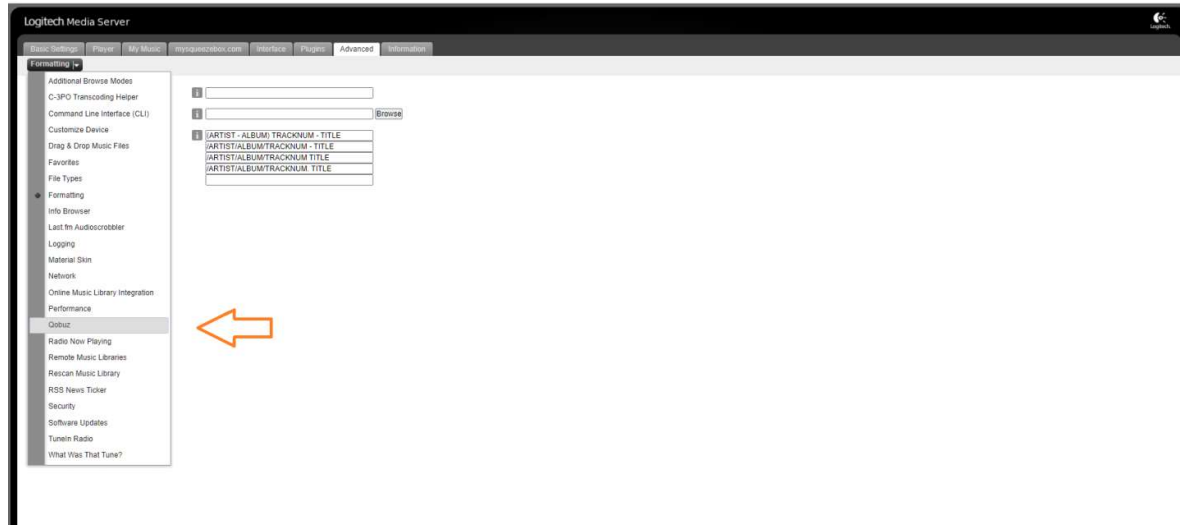 Logitech Media Server
Logitech
Basic Settings Player My Music mysqueezebox.com Interface Plugins Advanced Information
Formatting
Additional Browse Modes
C-3PO Transcoding Helper
Command Line Interface (CLI)
Customize Device
Drag & Drop Music Files
Favorites
File Types
Formatting
Info Browser
Last.fm Audioscrobbler
Logging
Material Skin
Network
Online Music Library Integration
Performance
Qobuz
Radio Now Playing
Remote Music Libraries
Rescan Music Library
RSS News Ticker
Security
Software Updates
TuneIn Radio
What Was That Tune?
i
i Browse
i (ARTIST - ALBUM) TRACKNUM - TITLE
/ARTIST/ALBUM/TRACKNUM - TITLE
/ARTIST/ALBUM/TRACKNUM TITLE
/ARTIST/ALBUM/TRACKNUM. TITLE